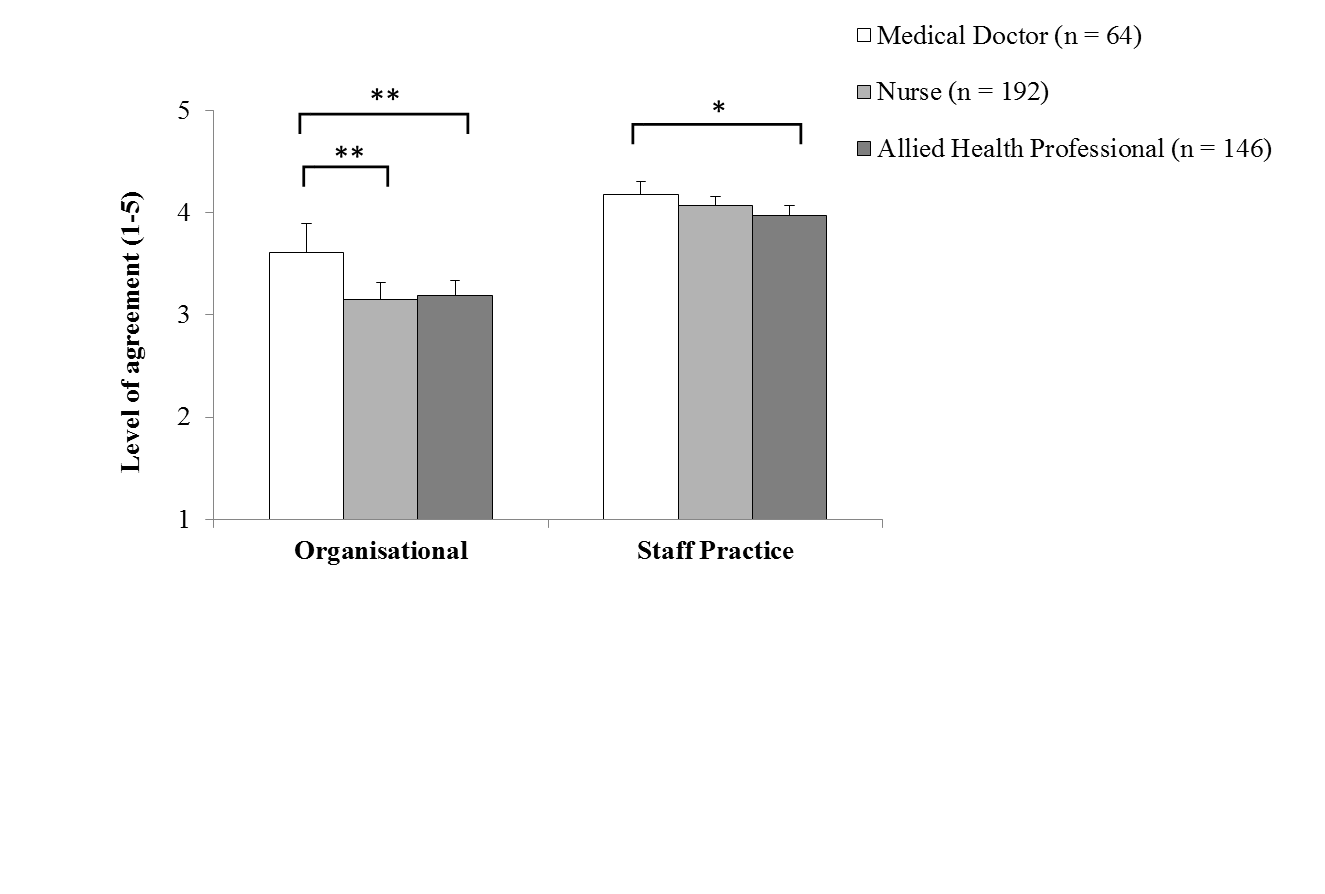 Medical Doctor (n = 64)
Nurse (n = 192)
Allied Health Professional (n = 146)
**
**
*
Level of agreement (1-5)
5
4
3
2
1
Organisational
Staff Practice